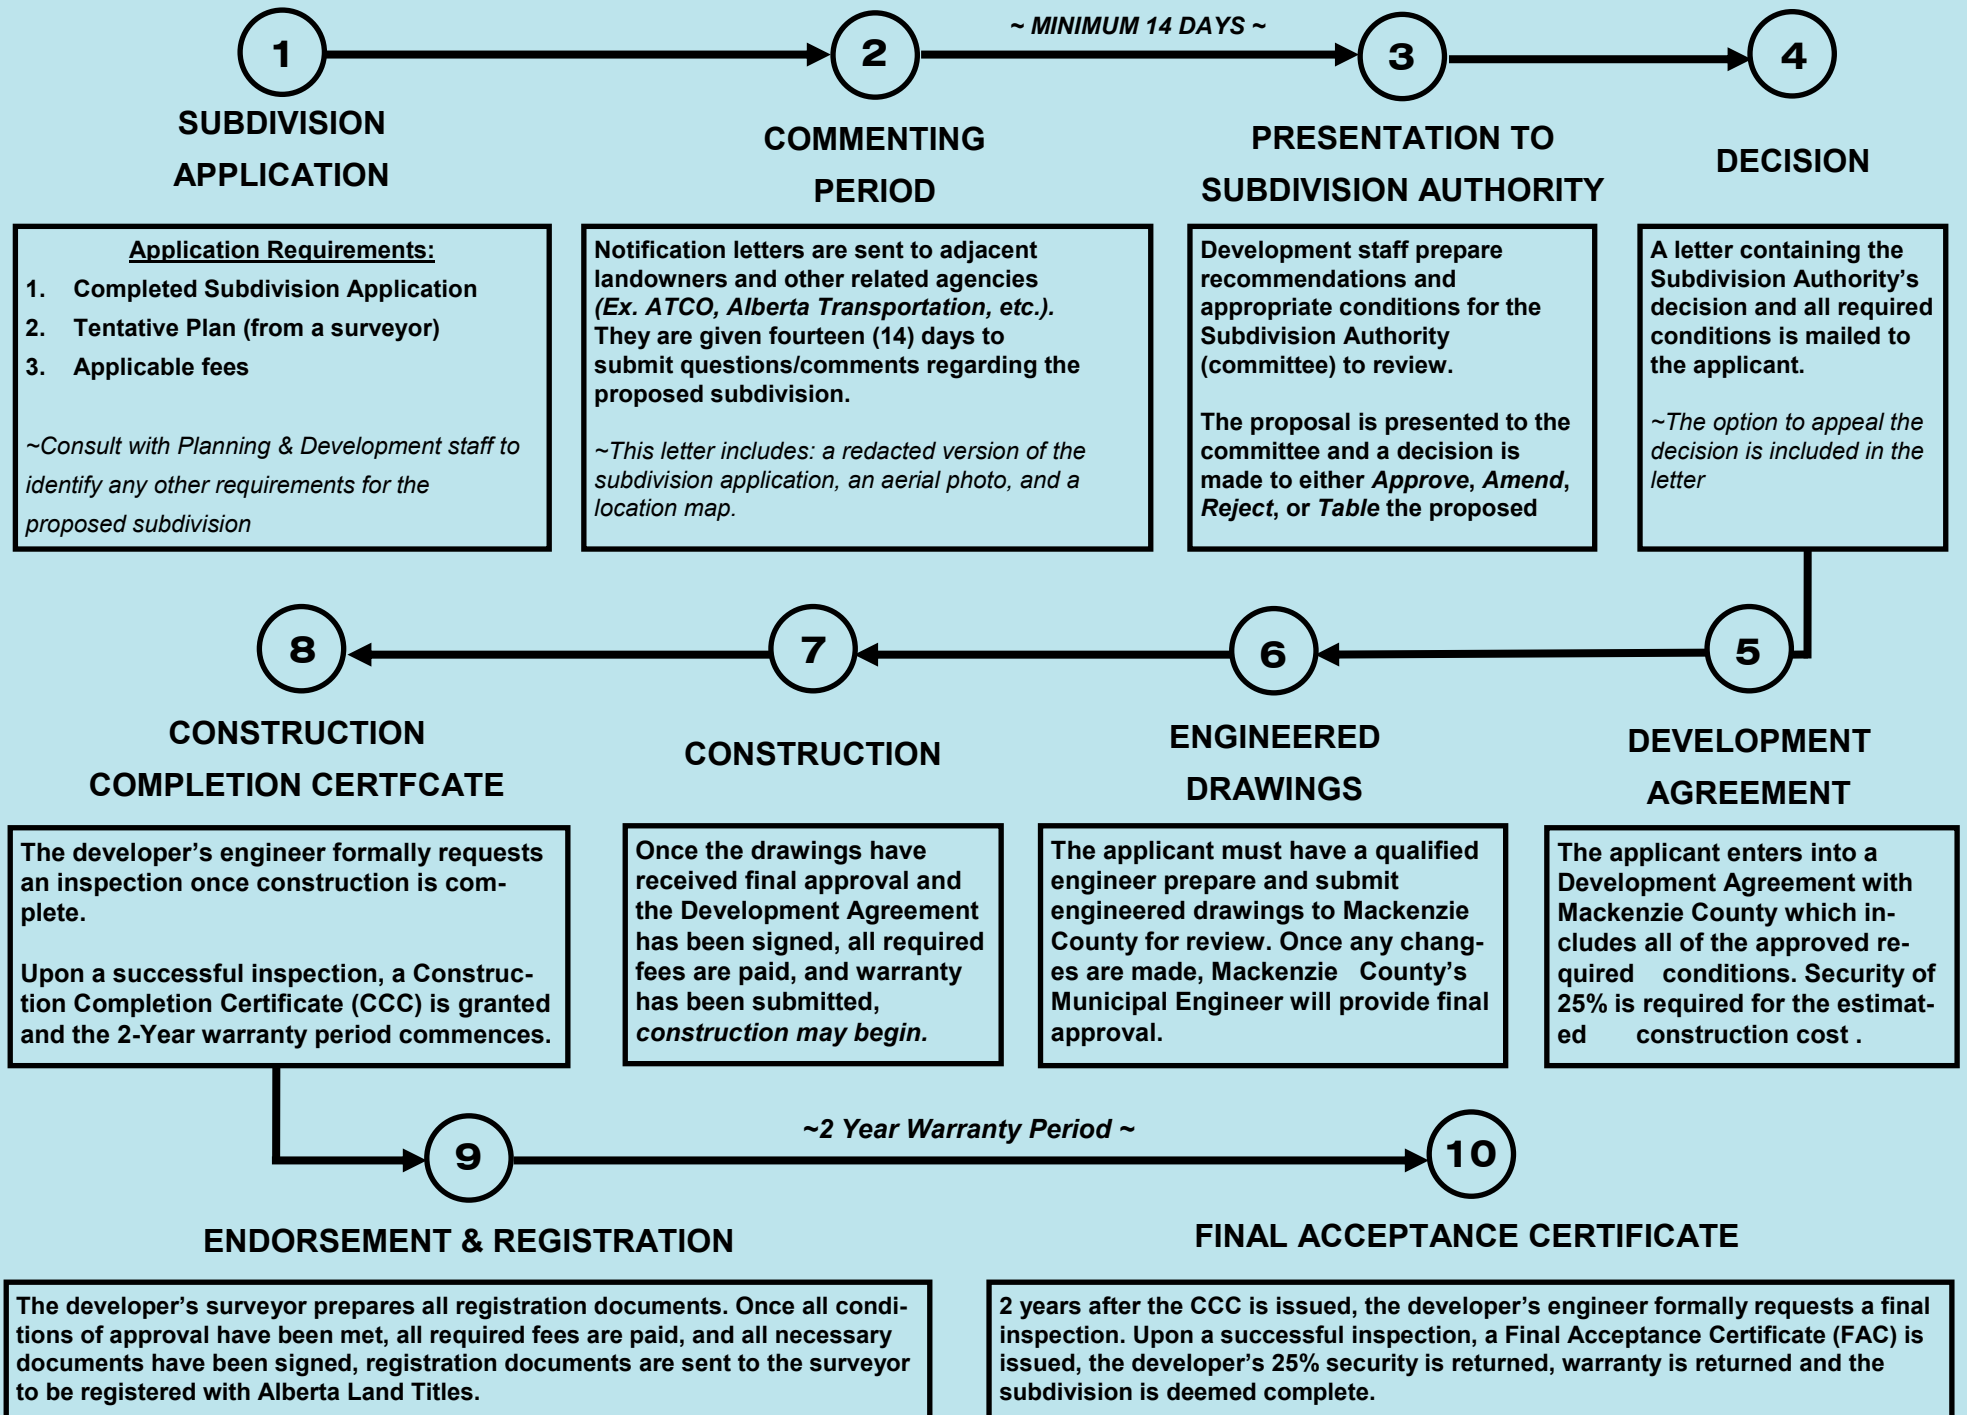 1
2
~ MINIMUM 14 DAYS ~
3
4
SUBDIVISION
APPLICATION
COMMENTING
PERIOD
PRESENTATION TO
SUBDIVISION AUTHORITY
DECISION
Application Requirements:
1. Completed Subdivision Application
2. Tentative Plan (from a surveyor)
3. Applicable fees
~Consult with Planning & Development staff to
identify any other requirements for the
proposed subdivision
Notification letters are sent to adjacent
landowners and other related agencies
(Ex. ATCO, Alberta Transportation, etc.).
They are given fourteen (14) days to
submit questions/comments regarding the
proposed subdivision.
~This letter includes: a redacted version of the
subdivision application, an aerial photo, and a
location map.
Development staff prepare
recommendations and
appropriate conditions for the
Subdivision Authority
(committee) to review.
The proposal is presented to the
committee and a decision is
made to either Approve, Amend,
Reject, or Table the proposed
A letter containing the
Subdivision Authority's
decision and all required
conditions is mailed to
the applicant.
~The option to appeal the
decision is included in the
letter
8
7
6
5
CONSTRUCTION
COMPLETION CERTFCATE
CONSTRUCTION
ENGINEERED
DRAWINGS
DEVELOPMENT
AGREEMENT
The developer's engineer formally requests
an inspection once construction is com-
plete.
Upon a successful inspection, a Construc-
tion Completion Certificate (CCC) is granted
and the 2-Year warranty period commences.
Once the drawings have
received final approval and
the Development Agreement
has been signed, all required
fees are paid, and warranty
has been submitted,
construction may begin.
The applicant must have a qualified
engineer prepare and submit
engineered drawings to Mackenzie
County for review. Once any chang-
es are made, Mackenzie County's
Municipal Engineer will provide final
approval.
The applicant enters into a
Development Agreement with
Mackenzie County which in-
cludes all of the approved re-
quired conditions. Security of
25% is required for the estimat-
ed construction cost .
9
~2 Year Warranty Period ~
10
ENDORSEMENT & REGISTRATION
FINAL ACCEPTANCE CERTIFICATE
The developer's surveyor prepares all registration documents. Once all condi-
tions of approval have been met, all required fees are paid, and all necessary
documents have been signed, registration documents are sent to the surveyor
to be registered with Alberta Land Titles.
2 years after the CCC is issued, the developer's engineer formally requests a final
inspection. Upon a successful inspection, a Final Acceptance Certificate (FAC) is
issued, the developer's 25% security is returned, warranty is returned and the
subdivision is deemed complete.